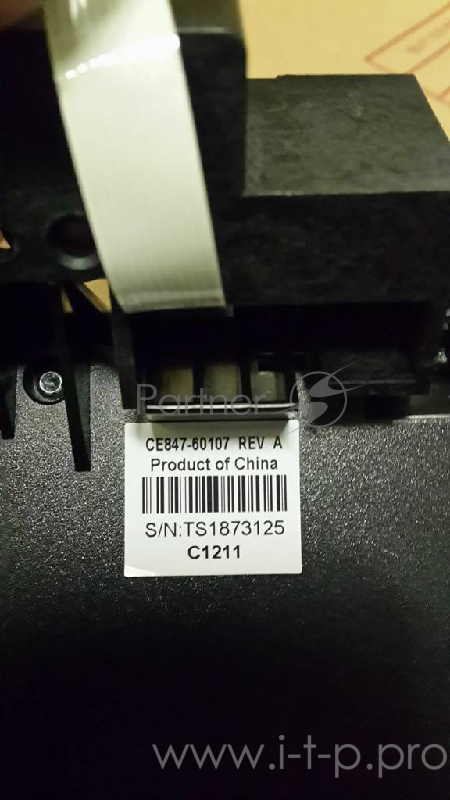 Partner
CE847-60107 REV A
Product of China
S/N:TS1873125
C1211
www.i-t-p.pro